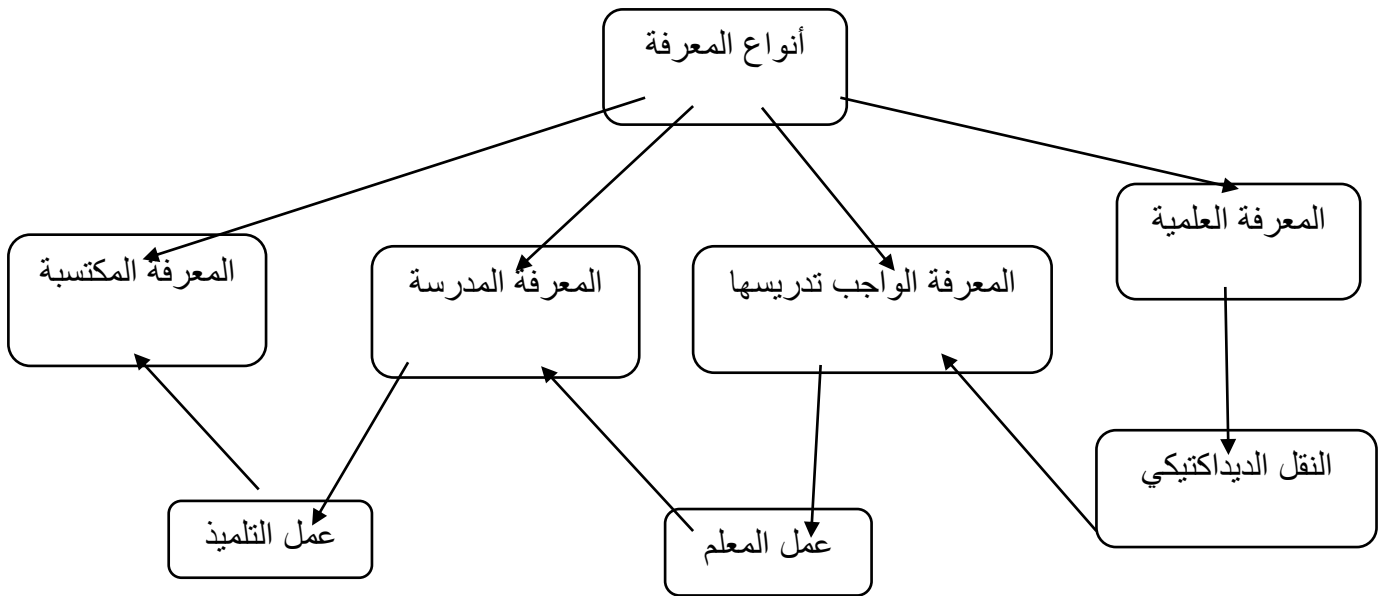 أنواع المعرفة
المعرفة العلمية
المعرفة الواجب تدريسها
المعرفة المدرسة
المعرفة المكتسبة
النقل الديداكتيكي
عمل المعلم
عمل التلميذ